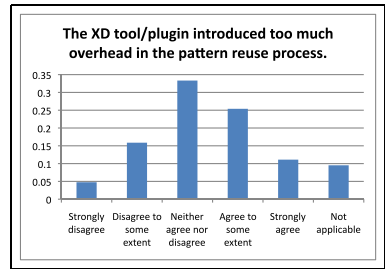 The XD tool/plugin introduced too much
overhead in the pattern reuse process.
0.35
0.3
0.25
0.2
0.15
0.1
0.05
0
Strongly disagree
Disagree to some extent
Neither agree nor disagree
Agree to some extent
Strongly agree
Not applicable